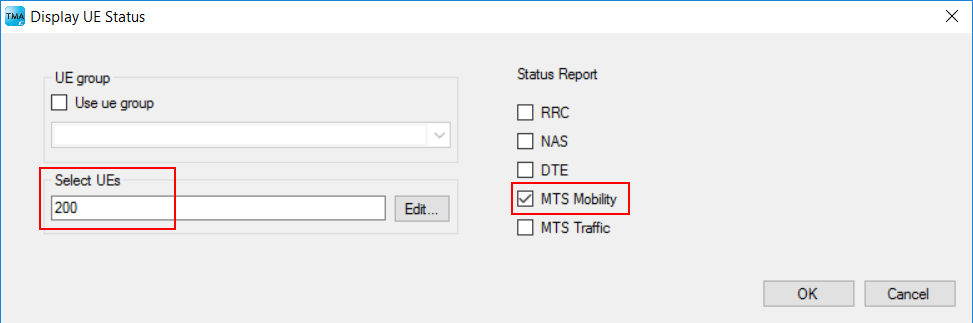 TMA Display UE Status
UE group
Use ue group
Select UEs
200
Edit...
Status Report
RRC
NAS
DTE
MTS Mobility
MTS Traffic
OK
Cancel